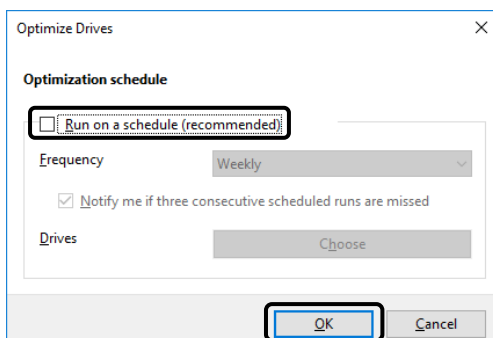 Optimize Drives
Optimization schedule
Run on a schedule (recommended)
Frequency Weekly
Notify me if three consecutive scheduled runs are missed
Drives Choose
OK Cancel